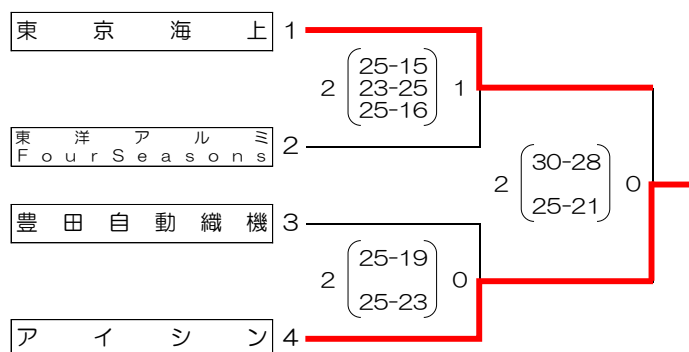 東京海上 1
2 25-15 1
23-25
25-16
東洋アルミ
FourSeasons 2
2 30-28 0
25-21
豊田自動織機 3
2 25-19 0
25-23
アイシン 4